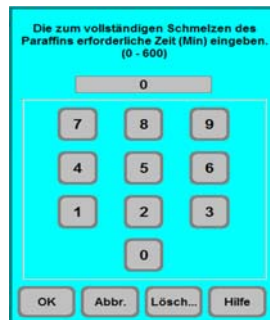 Die zum vollständigen Schmelzen des
Paraffins erforderliche Zeit (Min) eingeben.
(0 - 600)
0
7 8 9
4 5 6
1 2 3
0
OK Abbr. Lösch... Hilfe